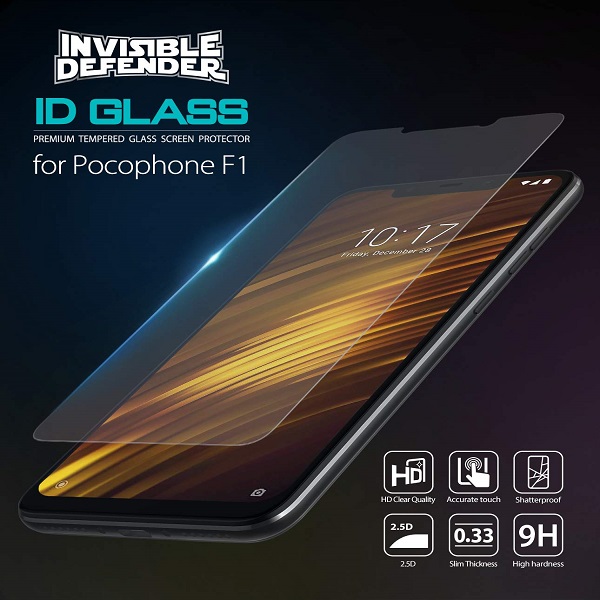 INVISIBLE
DEFENDER
ID GLASS
PREMIUM TEMPERED GLASS SCREEN PROTECTOR
for Pocophone F1
10:17
Friday, December 28
HD
HD Clear Quality
Accurate touch
Shatterproof
2.5D
2.5D
0.33
Slim Thickness
9H
High hardness